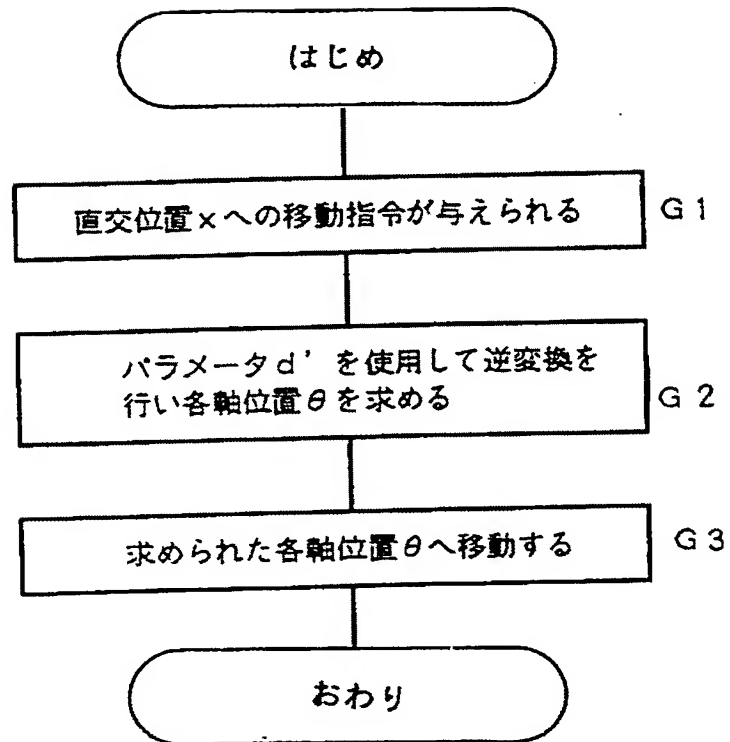 はじめ
直交位置xへの移動指令が与えられる
G1
パラメータd'を使用して逆変換を
行い各軸位置θを求める
G2
求められた各軸位置θへ移動する
G3
おわり